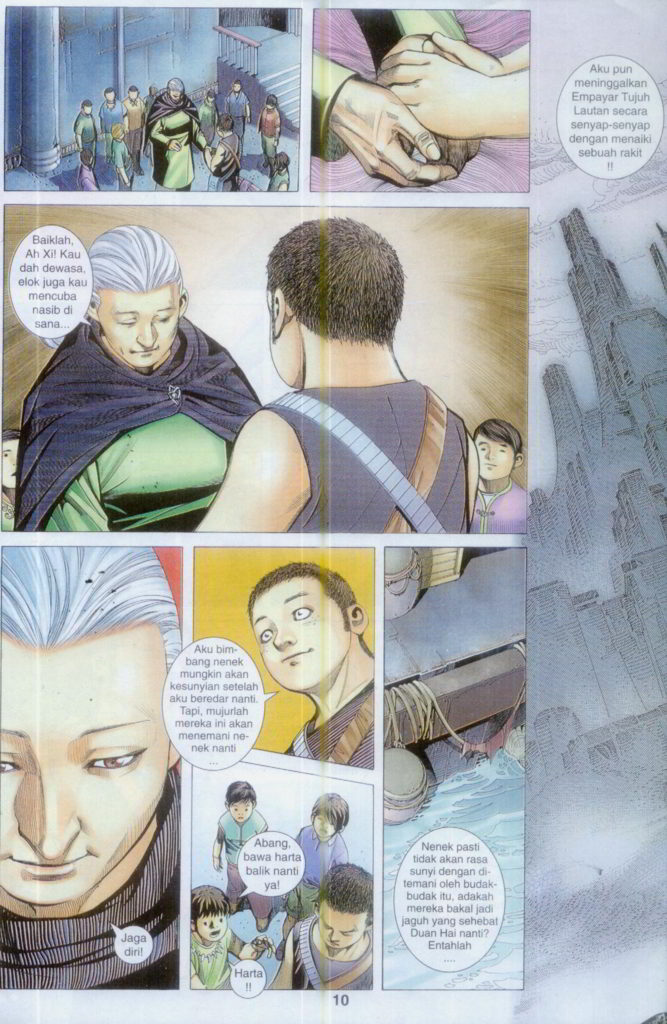 Baiklah,
Ah Xi! Kau
dah dewasa,
elok juga kau
mencuba
nasib di
sana...
Aku bim-
bang nenek
mungkin akan
kesunyian setelah
aku beredar nanti.
Tapi, mujurlah
mereka ini akan
menemani ne-
nek nanti
...
Jaga
diri!
Abang,
bawa harta
balik nanti
ya!
Harta
!!
Nenek pasti
tidak akan rasa
sunyi dengan di-
temani oleh budak-
budak itu, adakah
mereka bakal jadi
jaguh yang sehebat
Duan Hai nanti?
Entahlah
....
Aku pun
meninggalkan
Empayar Tujuh
Lautan secara
senyap-senyap
dengan menaiki
sebuah rakit
!!
10